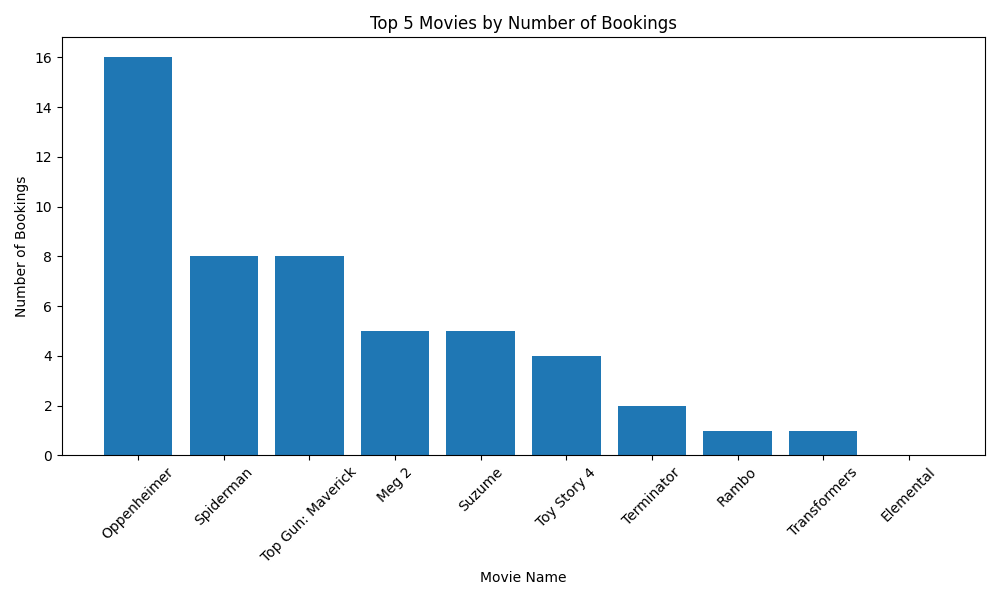 Top 5 Movies by Number of Bookings
Number of Bookings
16
14
12
10
8
6
4
2
0
Oppenheimer
Spiderman
Top Gun: Maverick
Meg 2
Suzume
Toy Story 4
Terminator
Rambo
Transformers
Elemental
Movie Name